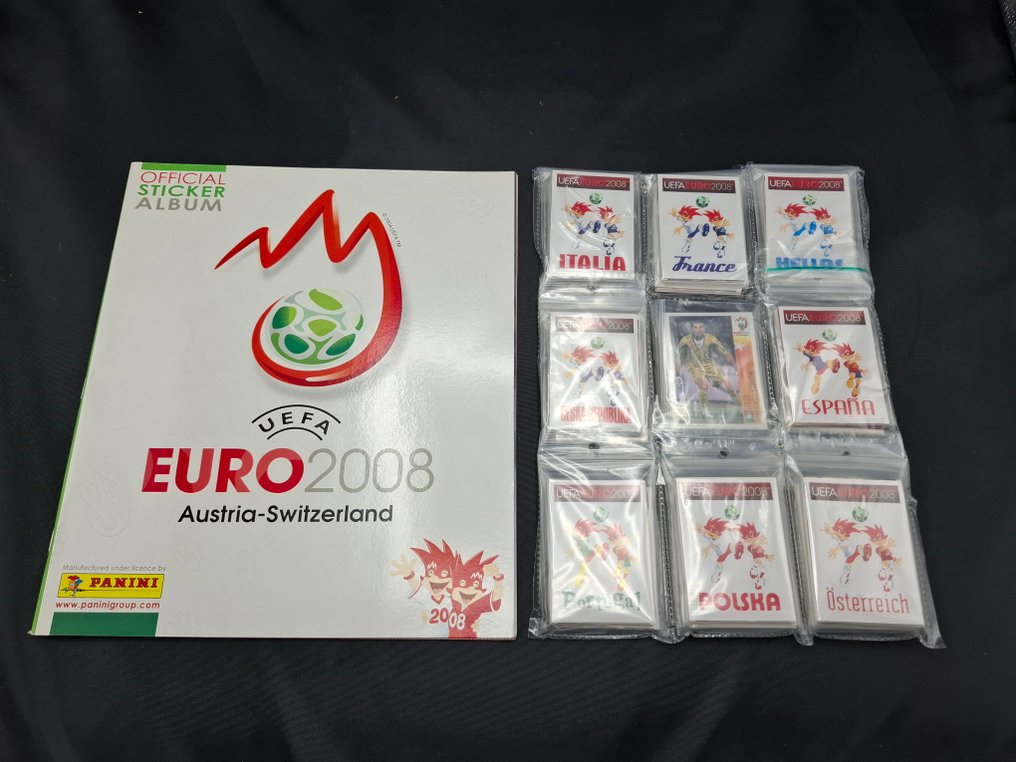 OFFICIAL
STICKER
ALBUM
UEFA
EURO2008
Austria-Switzerland
Manufactured under licence by
PANINI
www.paninigroup.com
2008
UEFA EURO2008
ITALIA
UEFA EURO2008
France
UEFA EURO2008
HELLAS
UEFA EURO2008
ČESKÁ REPUBLIKA
UEFA EURO2008
ESPAÑA
UEFA EURO2008
Portugal
UEFA EURO2008
POLSKA
UEFA EURO2008
Österreich